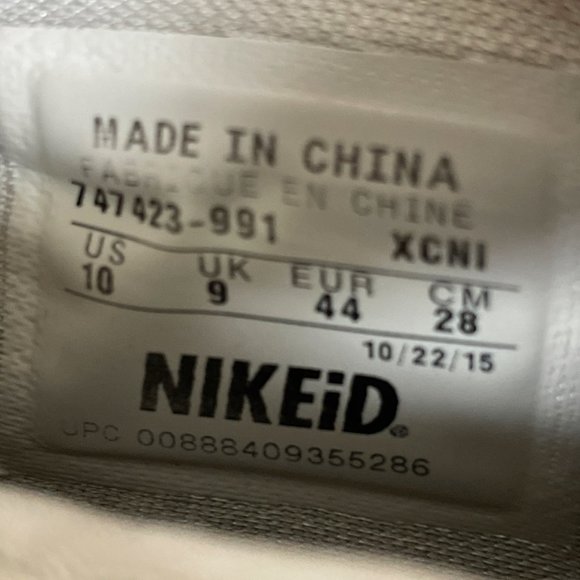 MADE IN CHINA
FABRIQUE EN CHINE
747423-991 XCNI
US UK EUR CM
10 9 44 28
10/22/15
NIKEiD®
UPC 00888409355286